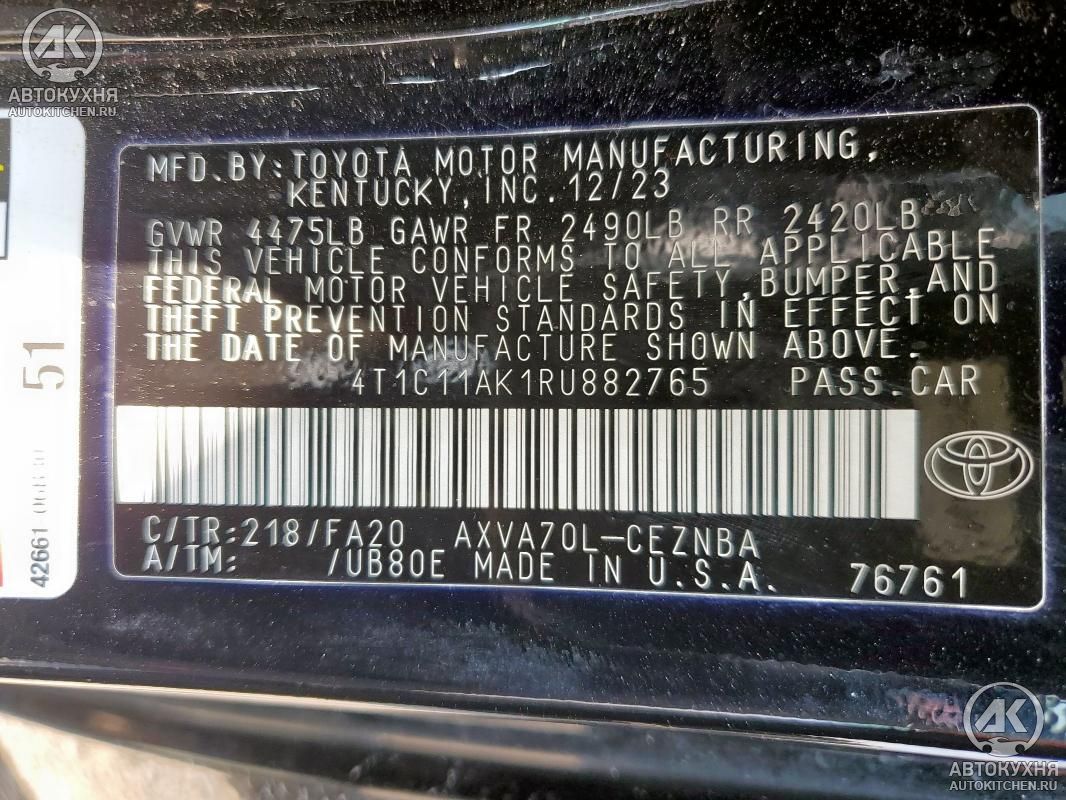 AK
АВТОКУХНЯ
AUTOKITCHEN.RU
MFD.BY:TOYOTA MOTOR MANUFACTURING,
KENTUCKY,INC.12/23
GVWR 4475LB GAWR FR 2490LB RR 2420LB
THIS VEHICLE CONFORMS TO ALL APPLICABLE
FEDERAL MOTOR VEHICLE SAFETY,BUMPER,AND
THEFT PREVENTION STANDARDS IN EFFECT ON
THE DATE OF MANUFACTURE SHOWN ABOVE.
4T1C11AK1RU882765 PASS.CAR
C/TR:218/FA20 AXVA70L-CEZNBA
A/TM: /UB80E MADE IN U.S.A. 76761
51
42661
AK
АВТОКУХНЯ
AUTOKITCHEN.RU